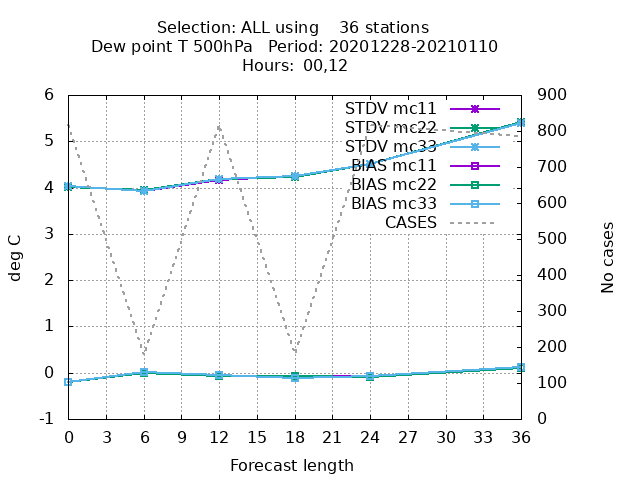 Selection: ALL using    36 stations
Dew point T 500hPa   Period: 20201228-20210110
Hours: 00,12
STDV mc11
STDV mc22
STDV mc33
BIAS mc11
BIAS mc22
BIAS mc33
CASES
6
5
4
3
2
1
0
-1
deg C
900
800
700
600
500
400
300
200
100
0
No cases
0 3 6 9 12 15 18 21 24 27 30 33 36
Forecast length